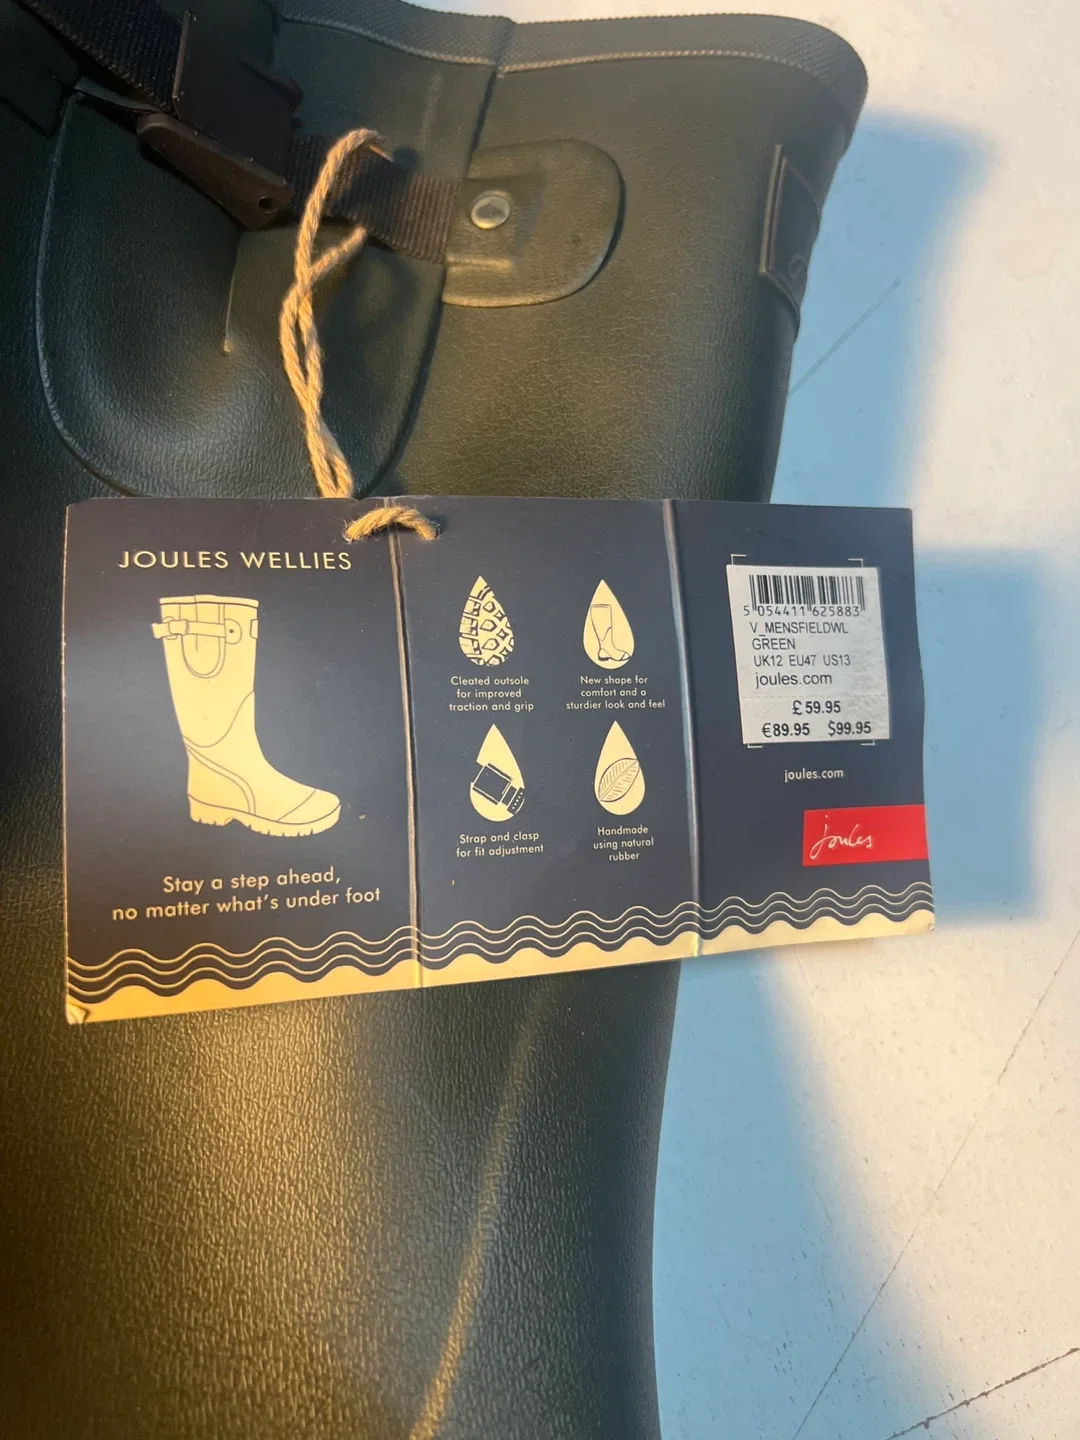 JOULES WELLIES
Stay a step ahead,
no matter what's under foot
Cleated outsole
for improved
traction and grip
New shape for
comfort and a
sturdier look and feel
Strap and clasp
for fit adjustment
Handmade
using natural
rubber
5 054411 625883
V_MENSFIELDWL
GREEN
UK12 EU47 US13
joules.com
£59.95
€89.95 $99.95
joules.com
joules